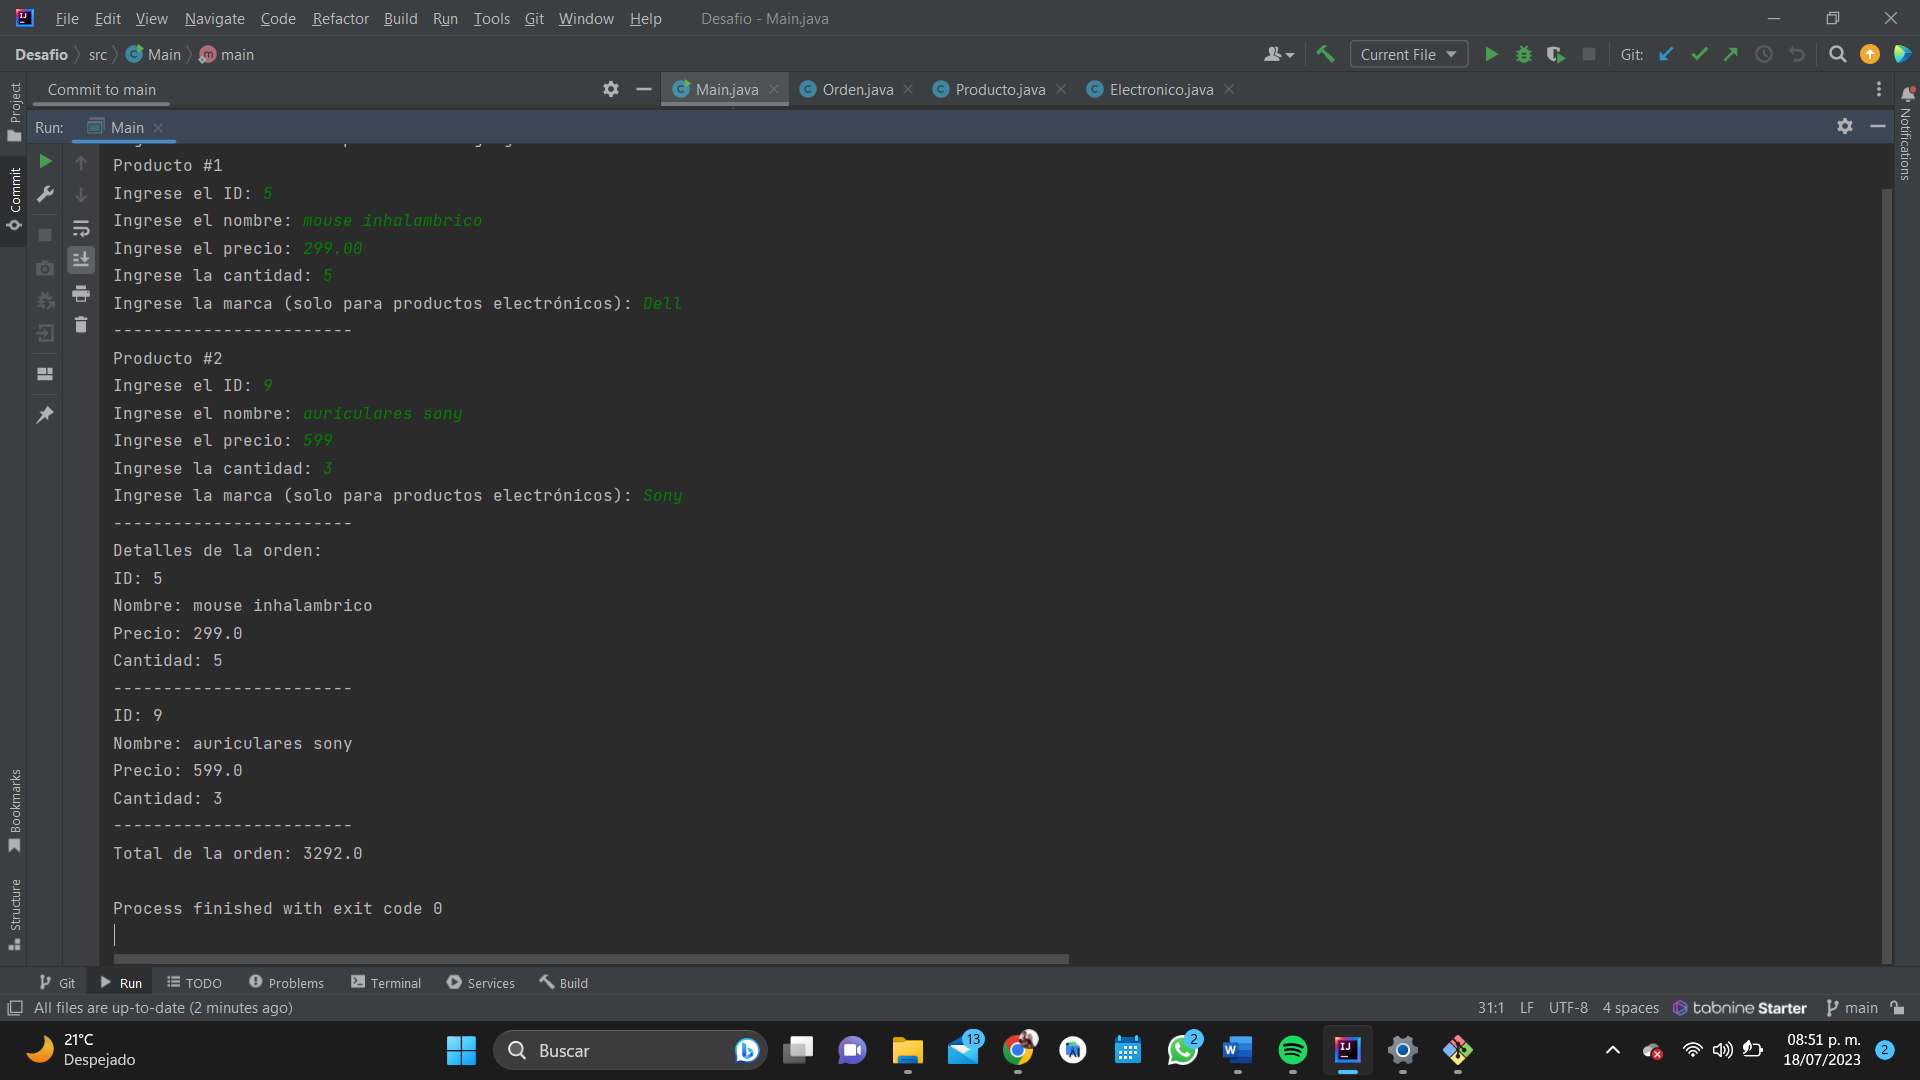 File Edit View Navigate Code Refactor Build Run Tools Git Window Help Desafio - Main.java
Desafio src Main main Current File Git:
Commit to main Main.java Orden.java Producto.java Electronico.java
Run: Main
Project
Commit
Bookmarks
Structure
Notifications
Producto #1
Ingrese el ID: 5
Ingrese el nombre: mouse inhalambrico
Ingrese el precio: 299.00
Ingrese la cantidad: 5
Ingrese la marca (solo para productos electrónicos): Dell
------------------------
Producto #2
Ingrese el ID: 9
Ingrese el nombre: auriculares sony
Ingrese el precio: 599
Ingrese la cantidad: 3
Ingrese la marca (solo para productos electrónicos): Sony
------------------------
Detalles de la orden:
ID: 5
Nombre: mouse inhalambrico
Precio: 299.0
Cantidad: 5
------------------------
ID: 9
Nombre: auriculares sony
Precio: 599.0
Cantidad: 3
------------------------
Total de la orden: 3292.0
Process finished with exit code 0
Git Run TODO Problems Terminal Services Build
All files are up-to-date (2 minutes ago) 31:1 LF UTF-8 4 spaces tabnine Starter main
21°C
Despejado
Buscar
13
2
08:51 p. m.
18/07/2023
2